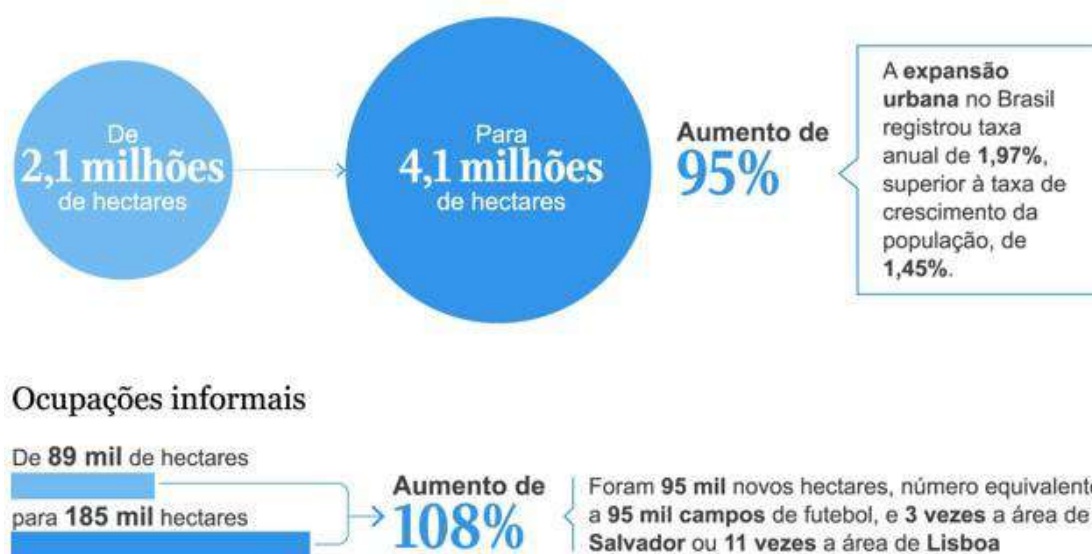 De
2,1 milhões
de hectares
Para
4,1 milhões
de hectares
Aumento de
95%
A expansão
urbana no Brasil
registrou taxa
anual de 1,97%,
superior à taxa de
crescimento da
população, de
1,45%.
Ocupações informais
De 89 mil de hectares
para 185 mil hectares
Aumento de
108%
Foram 95 mil novos hectares, número equivalente
a 95 mil campos de futebol, e 3 vezes a área de
Salvador ou 11 vezes a área de Lisboa